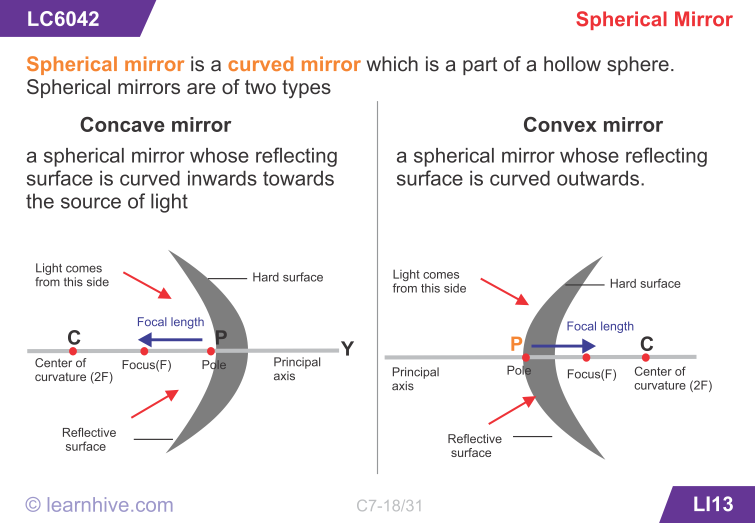 LC6042
Spherical Mirror
Spherical mirror is a curved mirror which is a part of a hollow sphere.
Spherical mirrors are of two types
Concave mirror
a spherical mirror whose reflecting
surface is curved inwards towards
the source of light
Light comes
from this side
Hard surface
Focal length
C
P
Y
Center of
curvature (2F)
Focus(F)
Pole
Principal
axis
Reflective
surface
Convex mirror
a spherical mirror whose reflecting
surface is curved outwards.
Light comes
from this side
Hard surface
Focal length
P
C
Principal
axis
Pole
Focus(F)
Center of
curvature (2F)
Reflective
surface
© learnhive.com
C7-18/31
LI13